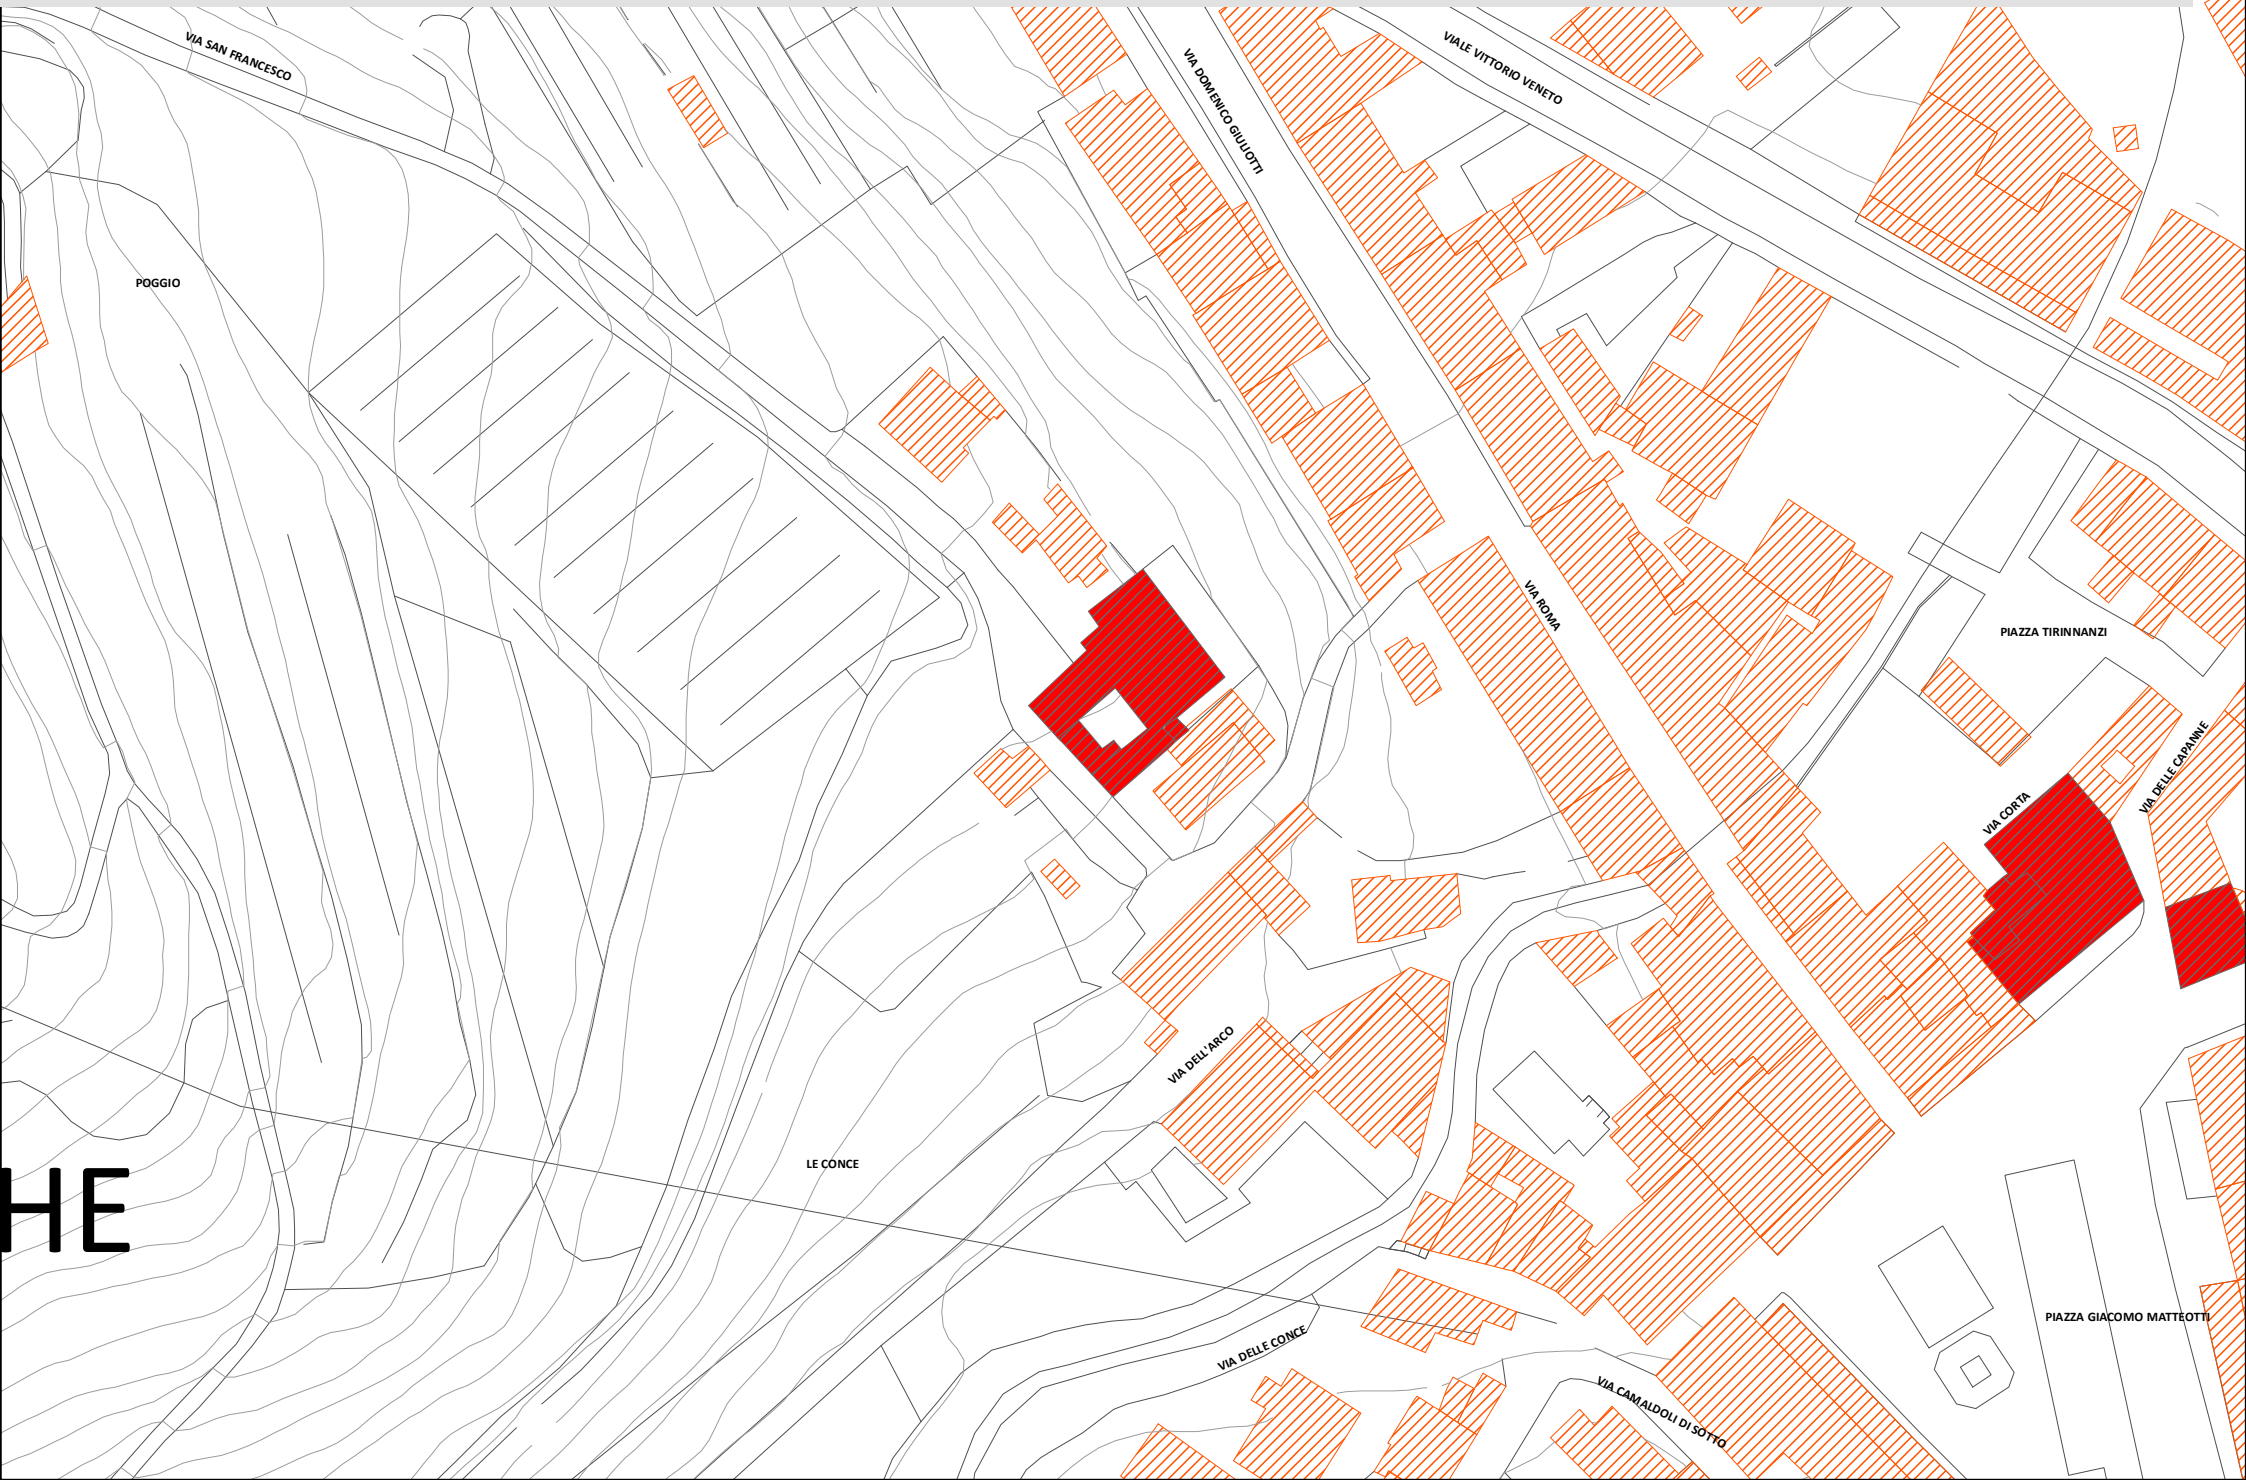 VIA SAN FRANCESCO
VIA DOMENICO GIULIOTTI
VIALE VITTORIO VENETO
POGGIO
VIA ROMA
PIAZZA TIRINNANZI
VIA DELLE CAPANNE
VIA CORTA
VIA DELL'ARCO
LE CONCE
HE
PIAZZA GIACOMO MATTEOTTI
VIA DELLE CONCE
VIA CAMALDOLI DI SOTTO